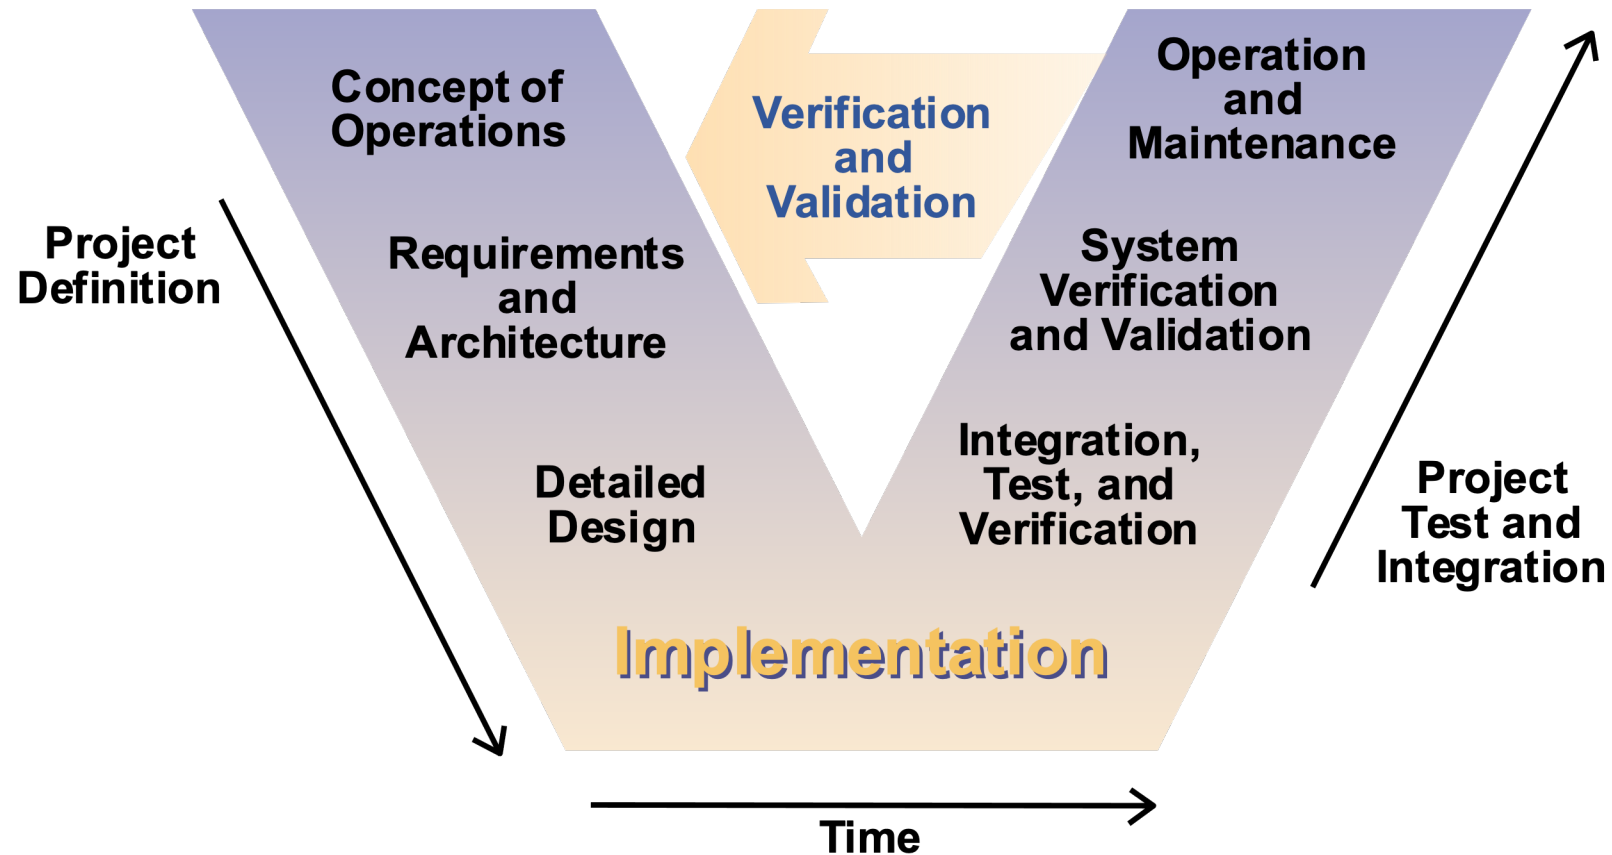 Concept of
Operations
Verification
and
Validation
Operation
and
Maintenance
Project
Definition
Requirements
and
Architecture
System
Verification
and Validation
Detailed
Design
Integration,
Test, and
Verification
Project
Test and
Integration
Implementation
Time